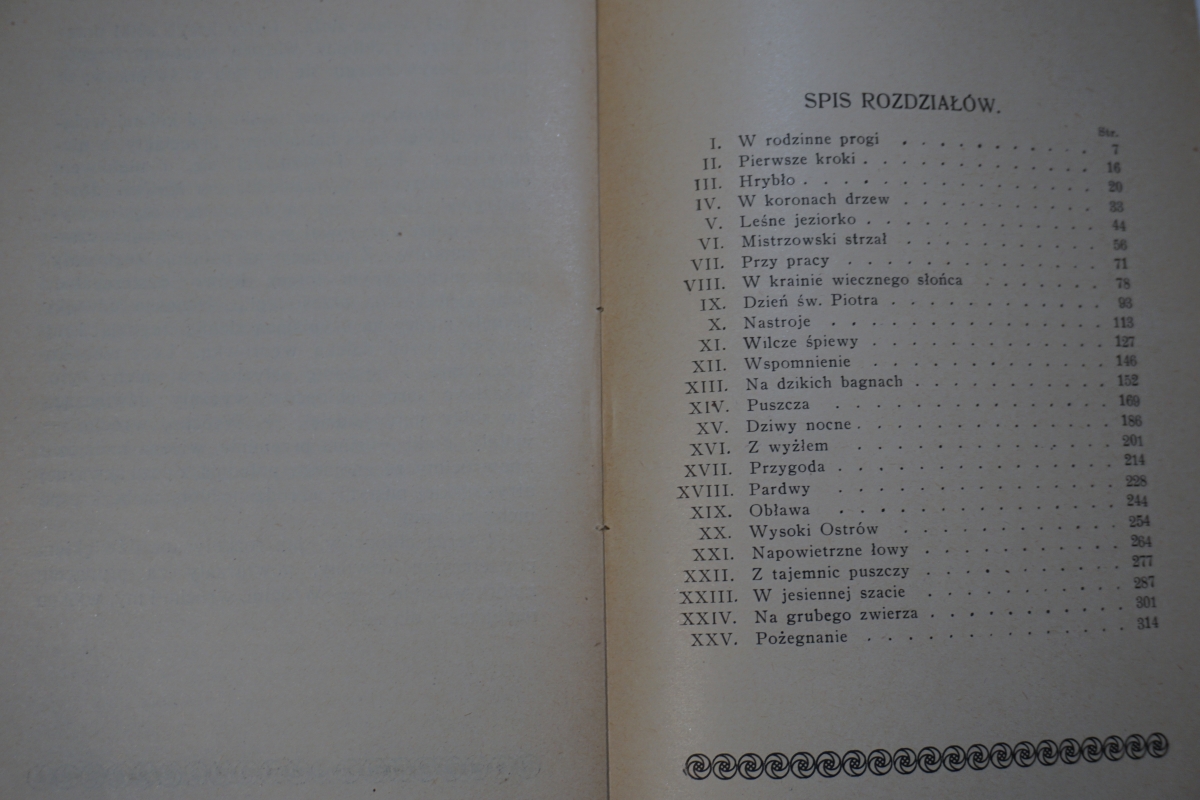 SPIS ROZDZIAŁÓW.
Str.
I. W rodzinne progi . . . . . . . . . . 7
II. Pierwsze kroki . . . . . . . . . . . 16
III. Hrybło . . . . . . . . . . . . . 20
IV. W koronach drzew . . . . . . . . . . 33
V. Leśne jeziorko . . . . . . . . . . . 44
VI. Mistrzowski strzał . . . . . . . . . . 56
VII. Przy pracy . . . . . . . . . . . . 71
VIII. W krainie wiecznego słońca . . . . . . . 78
IX. Dzień św. Piotra . . . . . . . . . . . 93
X. Nastroje . . . . . . . . . . . . . 113
XI. Wilcze śpiewy . . . . . . . . . . . 127
XII. Wspomnienie . . . . . . . . . . . 146
XIII. Na dzikich bagnach . . . . . . . . . . 152
XIV. Puszcza . . . . . . . . . . . . . 169
XV. Dziwy nocne . . . . . . . . . . . . 186
XVI. Z wyżłem . . . . . . . . . . . . 201
XVII. Przygoda . . . . . . . . . . . . . 214
XVIII. Pardwy . . . . . . . . . . . . . 228
XIX. Obława . . . . . . . . . . . . . 244
XX. Wysoki Ostrów . . . . . . . . . . . 254
XXI. Napowietrzne łowy . . . . . . . . . . 264
XXII. Z tajemnic puszczy . . . . . . . . . . 277
XXIII. W jesiennej szacie . . . . . . . . . . 287
XXIV. Na grubego zwierza . . . . . . . . . . 301
XXV. Pożegnanie . . . . . . . . . . . . 314